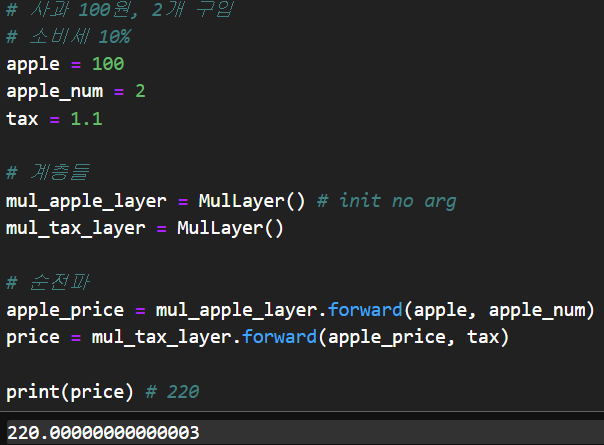 # 사과 100원, 2개 구입
# 소비세 10%
apple = 100
apple_num = 2
tax = 1.1
# 계층들
mul_apple_layer = MulLayer() # init no arg
mul_tax_layer = MulLayer()
# 순전파
apple_price = mul_apple_layer.forward(apple, apple_num)
price = mul_tax_layer.forward(apple_price, tax)
print(price) # 220
220.00000000000003